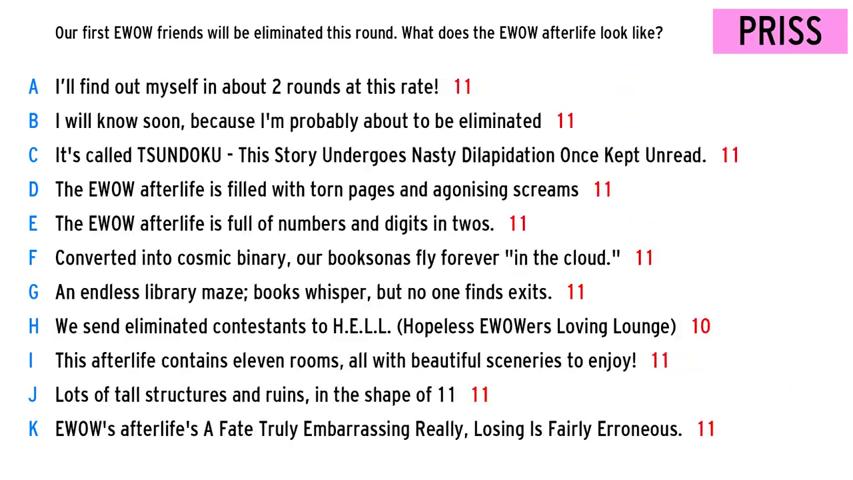 Our first EWOW friends will be eliminated this round. What does the EWOW afterlife look like?
PRISS
A I'll find out myself in about 2 rounds at this rate! 11
B I will know soon, because I'm probably about to be eliminated 11
C It's called TSUNDOKU - This Story Undergoes Nasty Dilapidation Once Kept Unread. 11
D The EWOW afterlife is filled with torn pages and agonising screams 11
E The EWOW afterlife is full of numbers and digits in twos. 11
F Converted into cosmic binary, our booksonas fly forever "in the cloud." 11
G An endless library maze; books whisper, but no one finds exits. 11
H We send eliminated contestants to H.E.L.L. (Hopeless EWOWers Loving Lounge) 10
I This afterlife contains eleven rooms, all with beautiful sceneries to enjoy! 11
J Lots of tall structures and ruins, in the shape of 11 11
K EWOW's afterlife's A Fate Truly Embarrassing Really, Losing Is Fairly Erroneous. 11